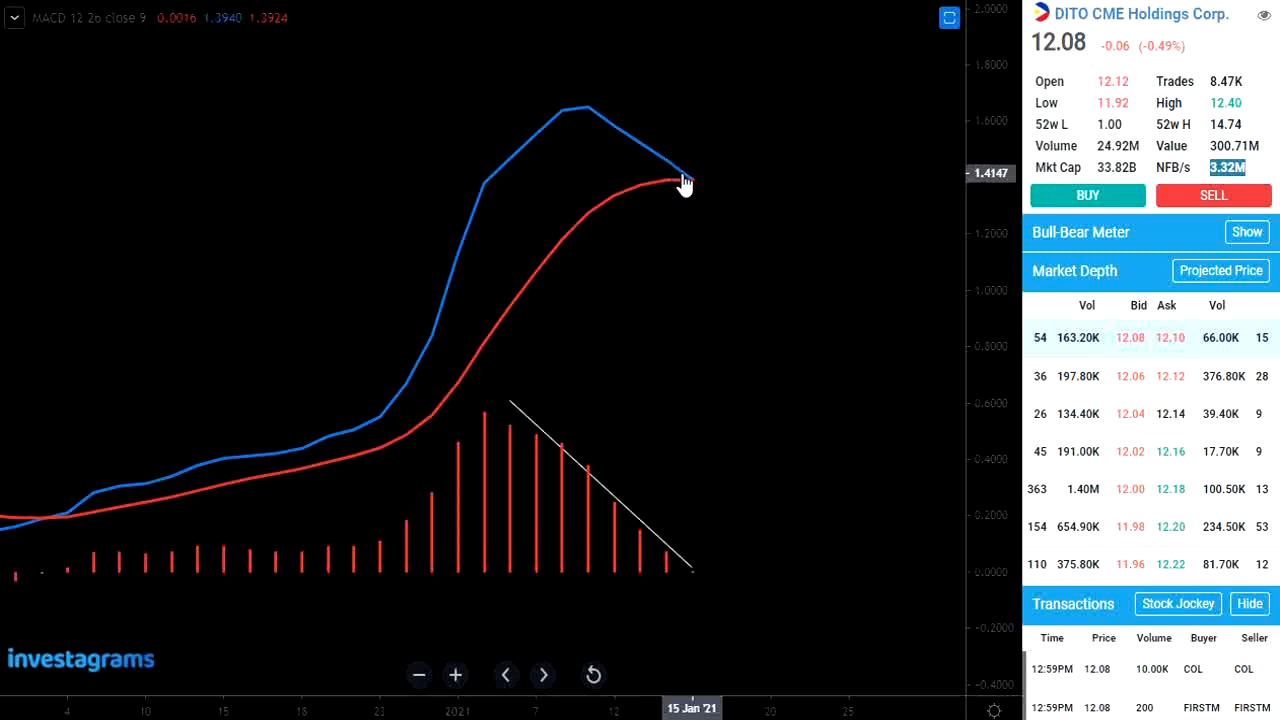 MACD 12 26 close 9 0.0016 1.3940 1.3924
2.0000
1.8000
1.6000
1.4147
1.2000
1.0000
0.8000
0.6000
0.4000
0.2000
0.0000
-0.2000
-0.4000
investagrams
4 10 15 21 2021 7 12 15 Jan '21 20 25
DITO CME Holdings Corp.
12.08 -0.06 (-0.49%)
Open 12.12 Trades 8.47K
Low 11.92 High 12.40
52w L 1.00 52w H 14.74
Volume 24.92M Value 300.71M
Mkt Cap 33.82B NFB/s 3.32M
BUY SELL
Bull-Bear Meter Show
Market Depth Projected Price
Vol Bid Ask Vol
54 163.20K 12.08 12.10 66.00K 15
36 197.80K 12.06 12.12 376.80K 28
26 134.40K 12.04 12.14 39.40K 9
45 191.00K 12.02 12.16 17.70K 9
363 1.40M 12.00 12.18 100.50K 13
154 654.90K 11.98 12.20 234.50K 53
110 375.80K 11.96 12.22 81.70K 12
Transactions Stock Jockey Hide
Time Price Volume Buyer Seller
12:59PM 12.08 10.00K COL COL
12:59PM 12.08 200 FIRSTM FIRSTM